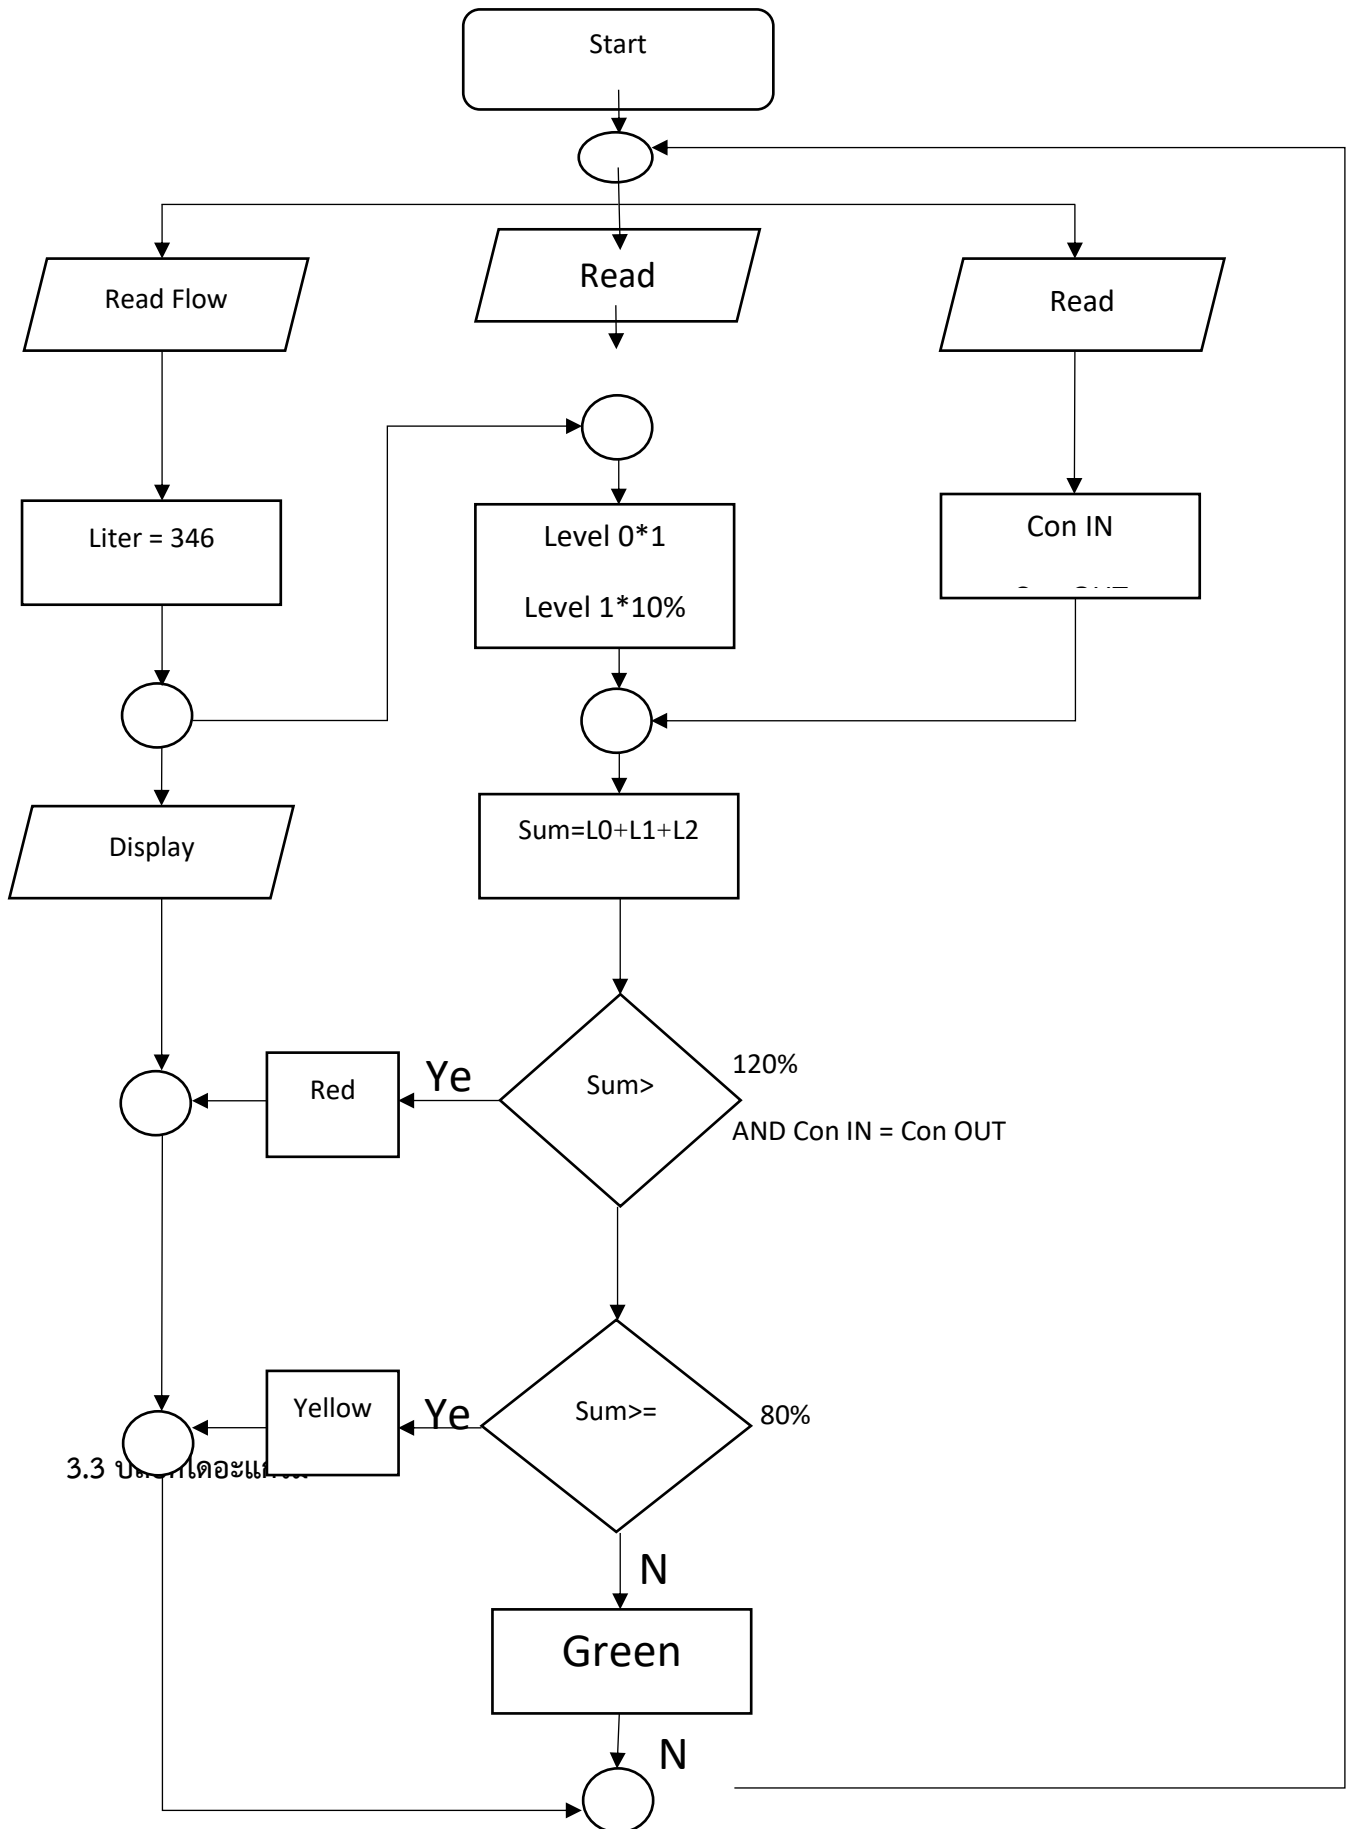 Start
Read Flow
Read
Read
Liter = 346
Level 0*1
Level 1*10%
Con IN
Display
Sum=L0+L1+L2
Red
Ye
Sum>
120%
AND Con IN = Con OUT
Yellow
Ye
Sum>=
80%
3.3
N
Green
N